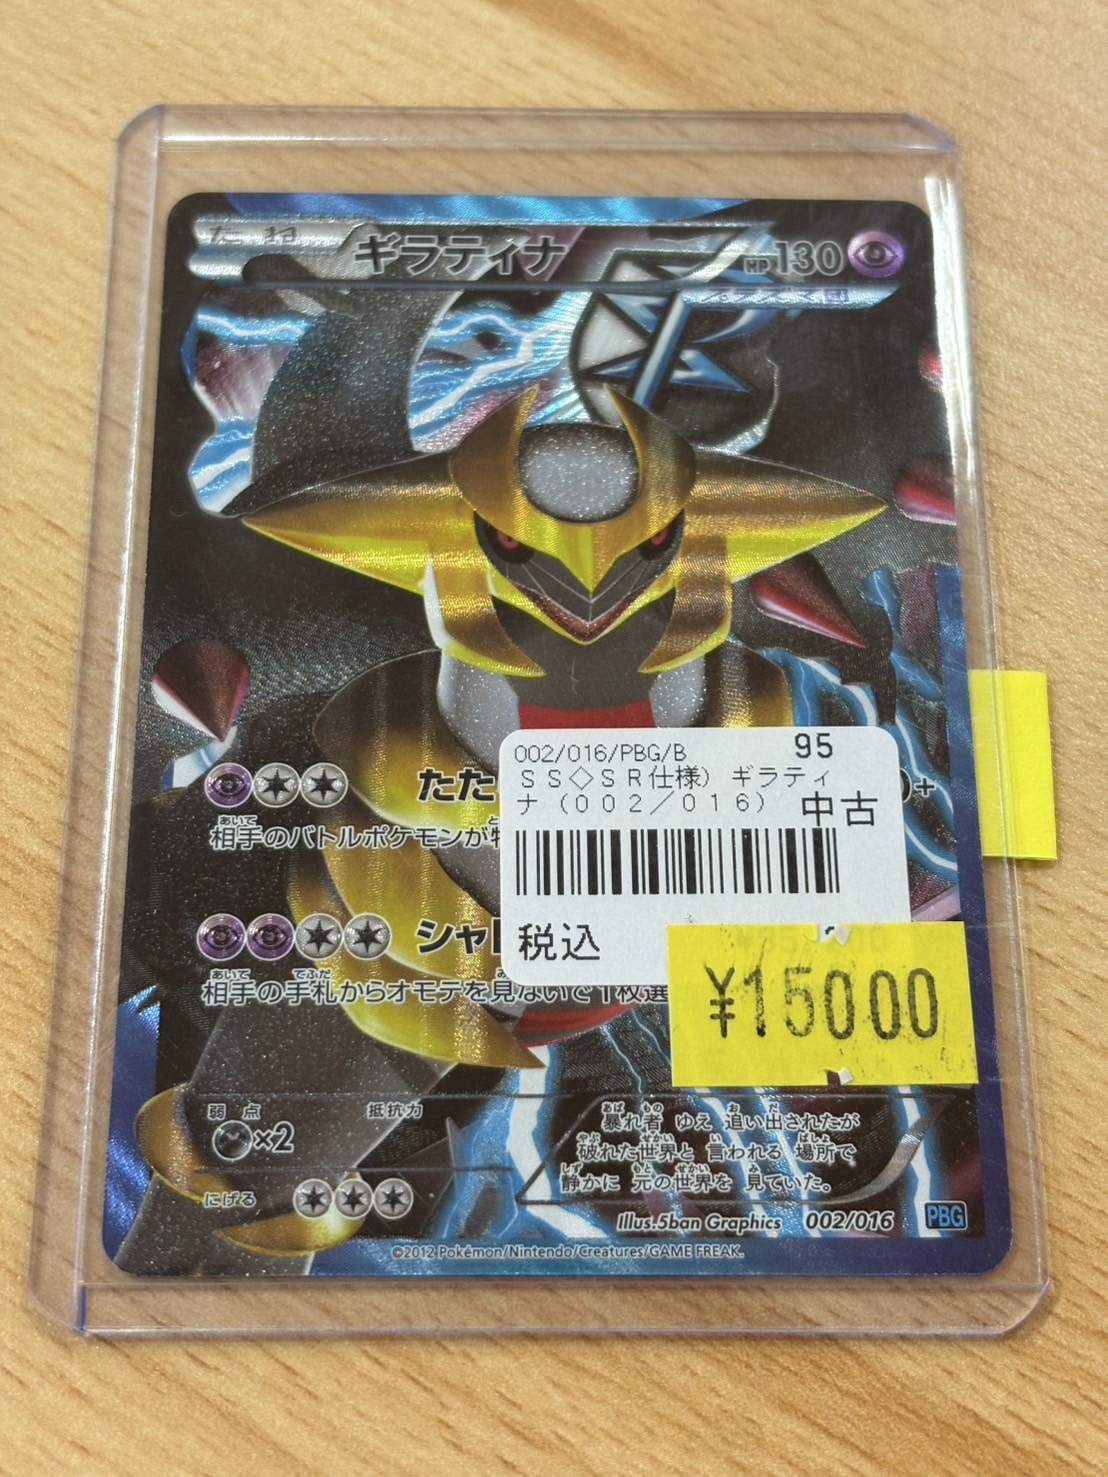 たね ギラティナ HP130
プラズマ団
たた
0+
相手のバトルポケモンが
シャ
相手の手札からオモテを見ないで1枚選
002/016/PBG/B 95
SS◇SR仕様) ギラティ
ナ(002/016) 中古
税込
¥15000
弱点 抵抗力
×2
にげる
暴れ者 ゆえ 追い出されたが
破れた世界と 言われる 場所で
静かに 元の世界を 見ていた。
Illus.5ban Graphics 002/016 PBG
©2012 Pokémon/Nintendo/Creatures/GAME FREAK.